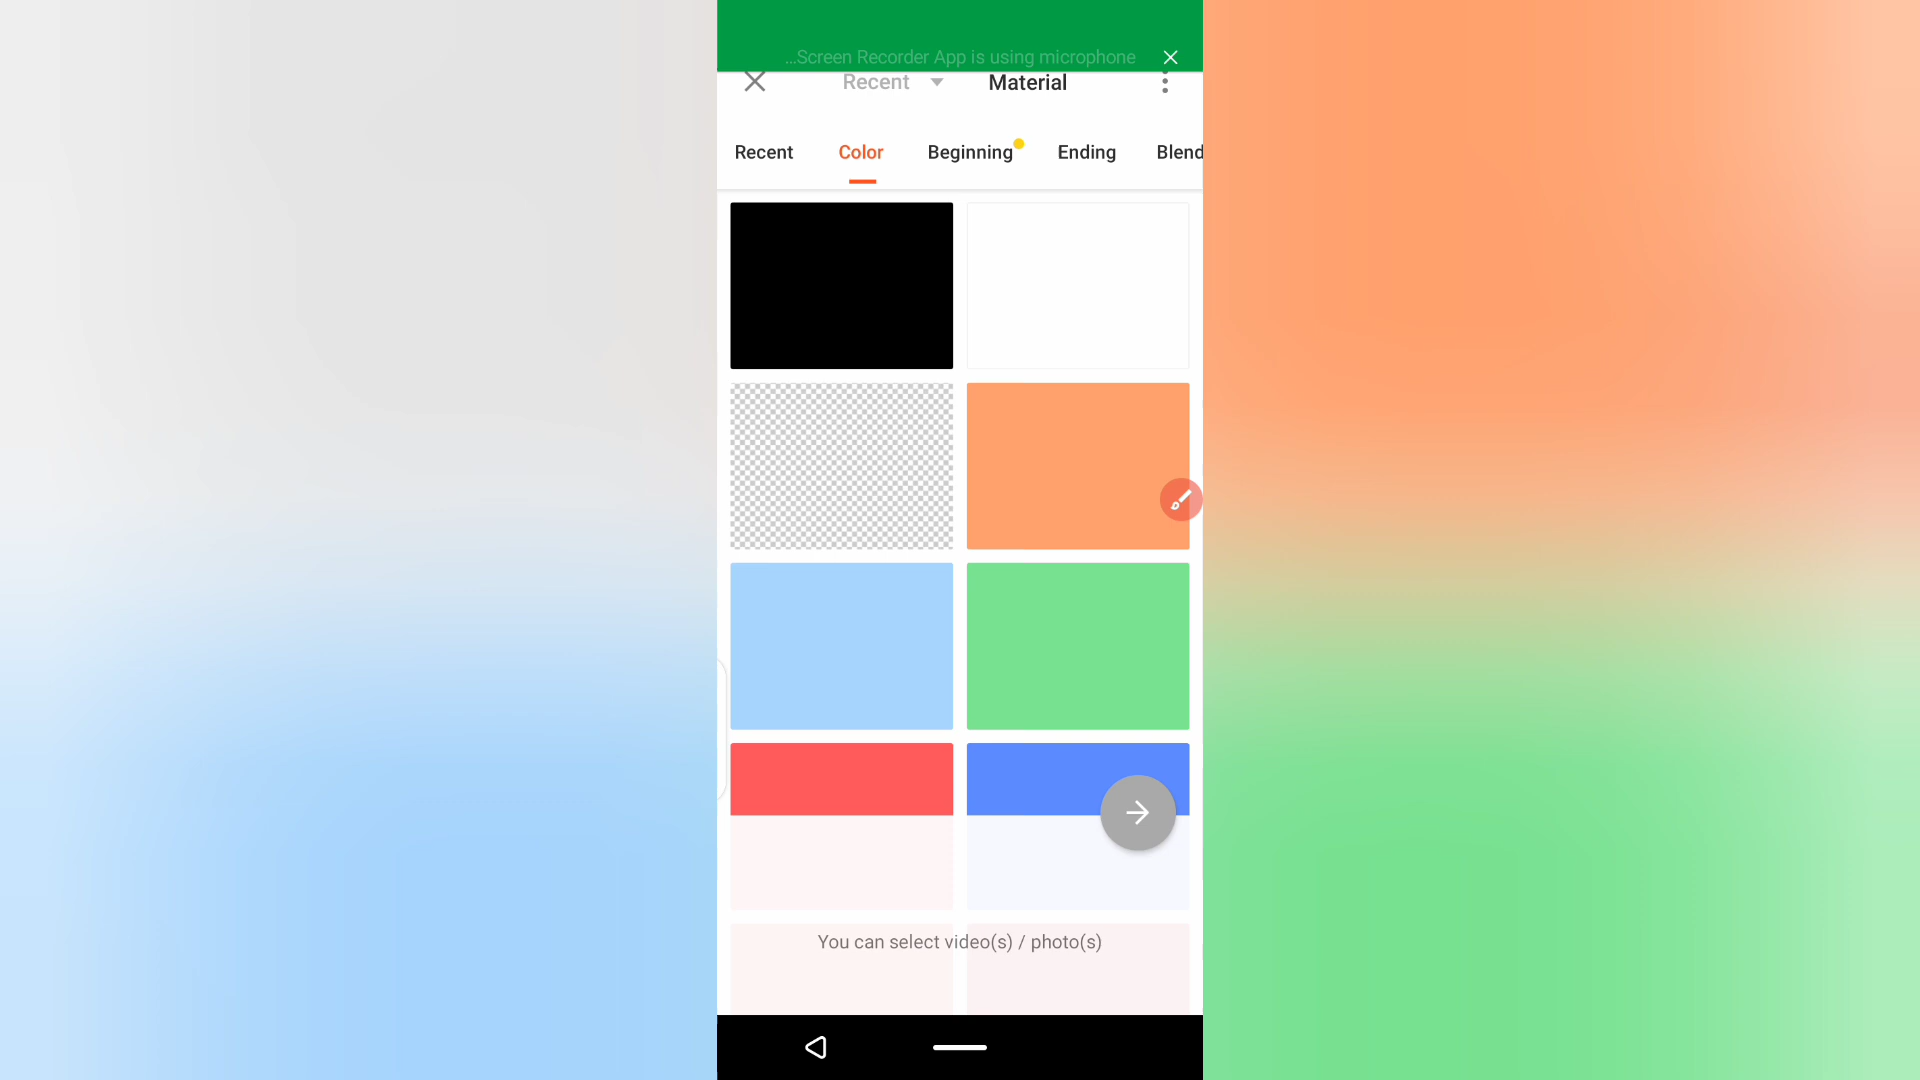 ...Screen Recorder App is using microphone
Recent Material
Recent Color Beginning Ending Blend
You can select video(s) / photo(s)